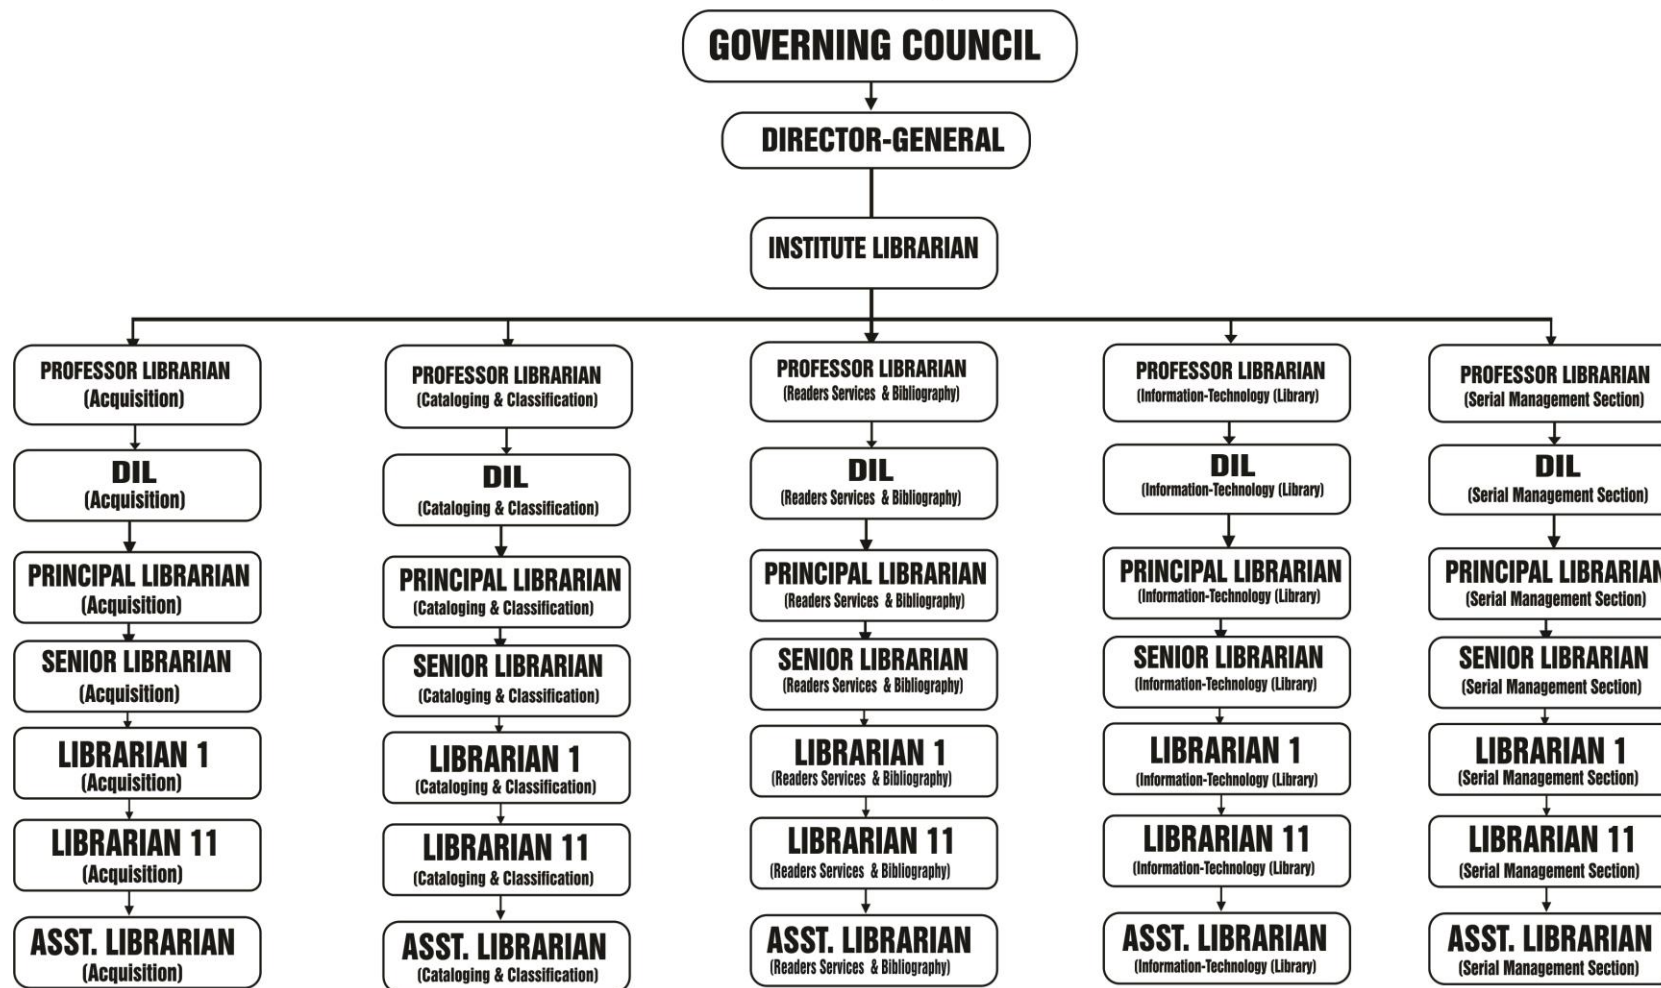 GOVERNING COUNCIL
DIRECTOR-GENERAL
INSTITUTE LIBRARIAN
PROFESSOR LIBRARIAN
(Acquisition)
PROFESSOR LIBRARIAN
(Cataloging & Classification)
PROFESSOR LIBRARIAN
(Readers Services & Bibliography)
PROFESSOR LIBRARIAN
(Information-Technology (Library)
PROFESSOR LIBRARIAN
(Serial Management Section)
DIL
(Acquisition)
DIL
(Cataloging & Classification)
DIL
(Readers Services & Bibliography)
DIL
(Information-Technology (Library)
DIL
(Serial Management Section)
PRINCIPAL LIBRARIAN
(Acquisition)
PRINCIPAL LIBRARIAN
(Cataloging & Classification)
PRINCIPAL LIBRARIAN
(Readers Services & Bibliography)
PRINCIPAL LIBRARIAN
(Information-Technology (Library)
PRINCIPAL LIBRARIAN
(Serial Management Section)
SENIOR LIBRARIAN
(Acquisition)
SENIOR LIBRARIAN
(Cataloging & Classification)
SENIOR LIBRARIAN
(Readers Services & Bibliography)
SENIOR LIBRARIAN
(Information-Technology (Library)
SENIOR LIBRARIAN
(Serial Management Section)
LIBRARIAN 1
(Acquisition)
LIBRARIAN 1
(Cataloging & Classification)
LIBRARIAN 1
(Readers Services & Bibliography)
LIBRARIAN 1
(Information-Technology (Library)
LIBRARIAN 1
(Serial Management Section)
LIBRARIAN 11
(Acquisition)
LIBRARIAN 11
(Cataloging & Classification)
LIBRARIAN 11
(Readers Services & Bibliography)
LIBRARIAN 11
(Information-Technology (Library)
LIBRARIAN 11
(Serial Management Section)
ASST. LIBRARIAN
(Acquisition)
ASST. LIBRARIAN
(Cataloging & Classification)
ASST. LIBRARIAN
(Readers Services & Bibliography)
ASST. LIBRARIAN
(Information-Technology (Library)
ASST. LIBRARIAN
(Serial Management Section)